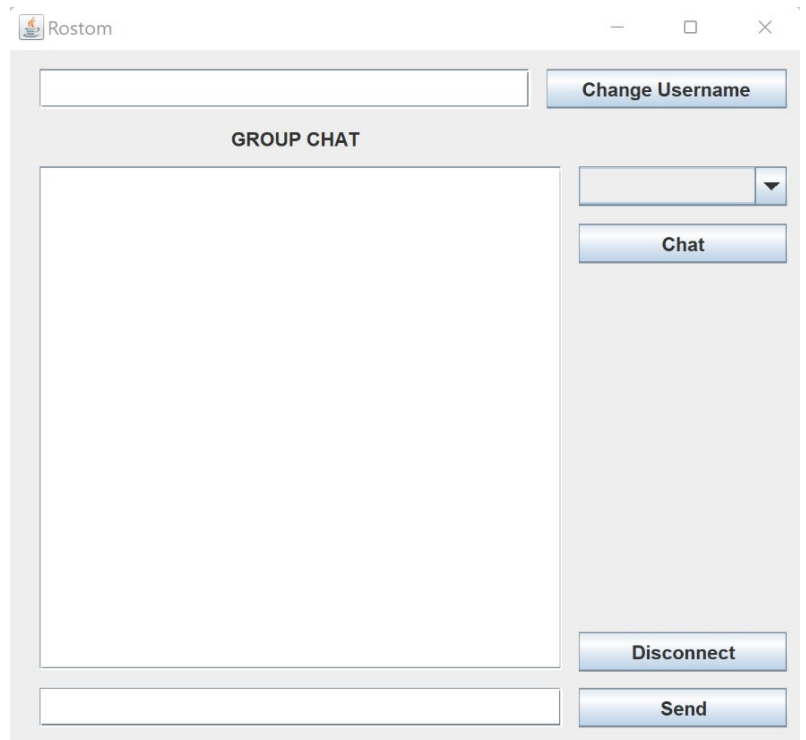 Rostom
Change Username
GROUP CHAT
Chat
Disconnect
Send